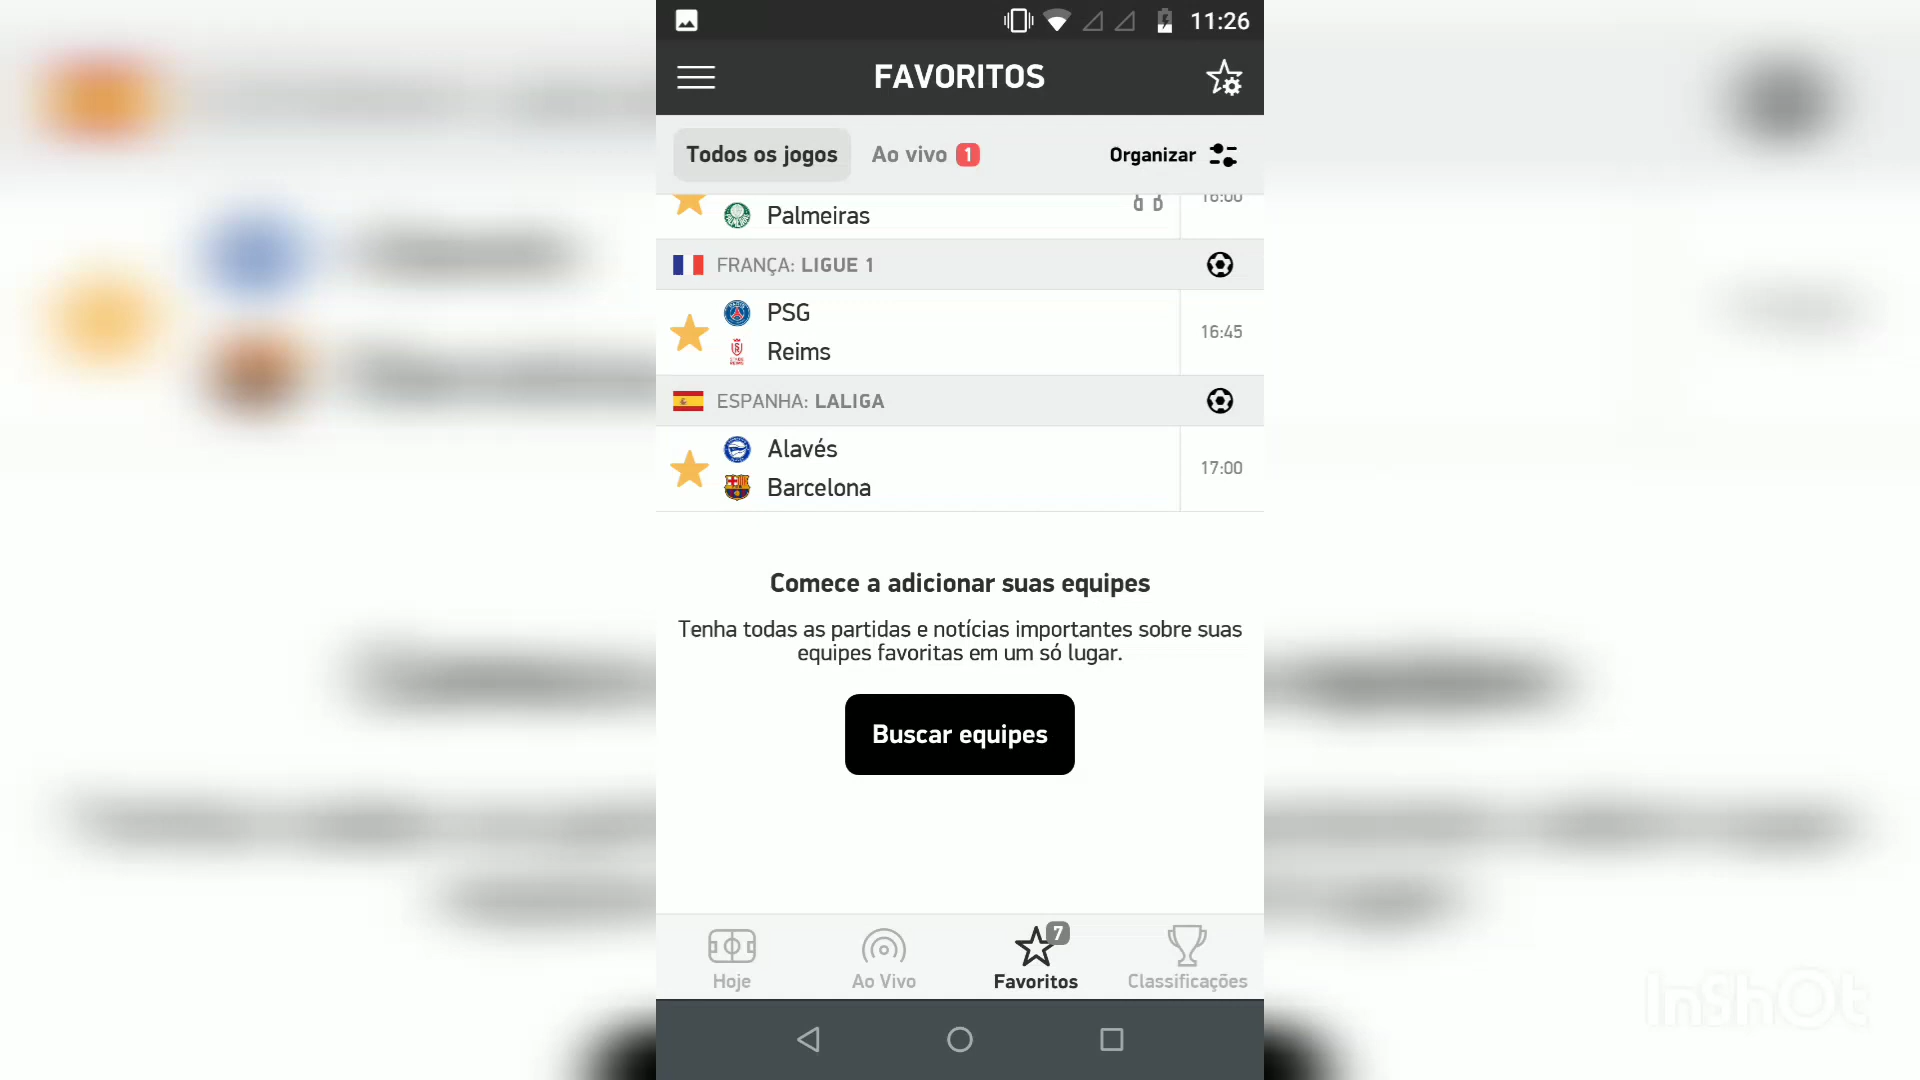 11:26
FAVORITOS
Todos os jogos
Ao vivo 1
Organizar
Palmeiras
16:00
FRANÇA: LIGUE 1
PSG
Reims
16:45
ESPANHA: LALIGA
Alavés
Barcelona
17:00
Comece a adicionar suas equipes
Tenha todas as partidas e notícias importantes sobre suas
equipes favoritas em um só lugar.
Buscar equipes
7
Hoje
Ao Vivo
Favoritos
Classificações
InShOt